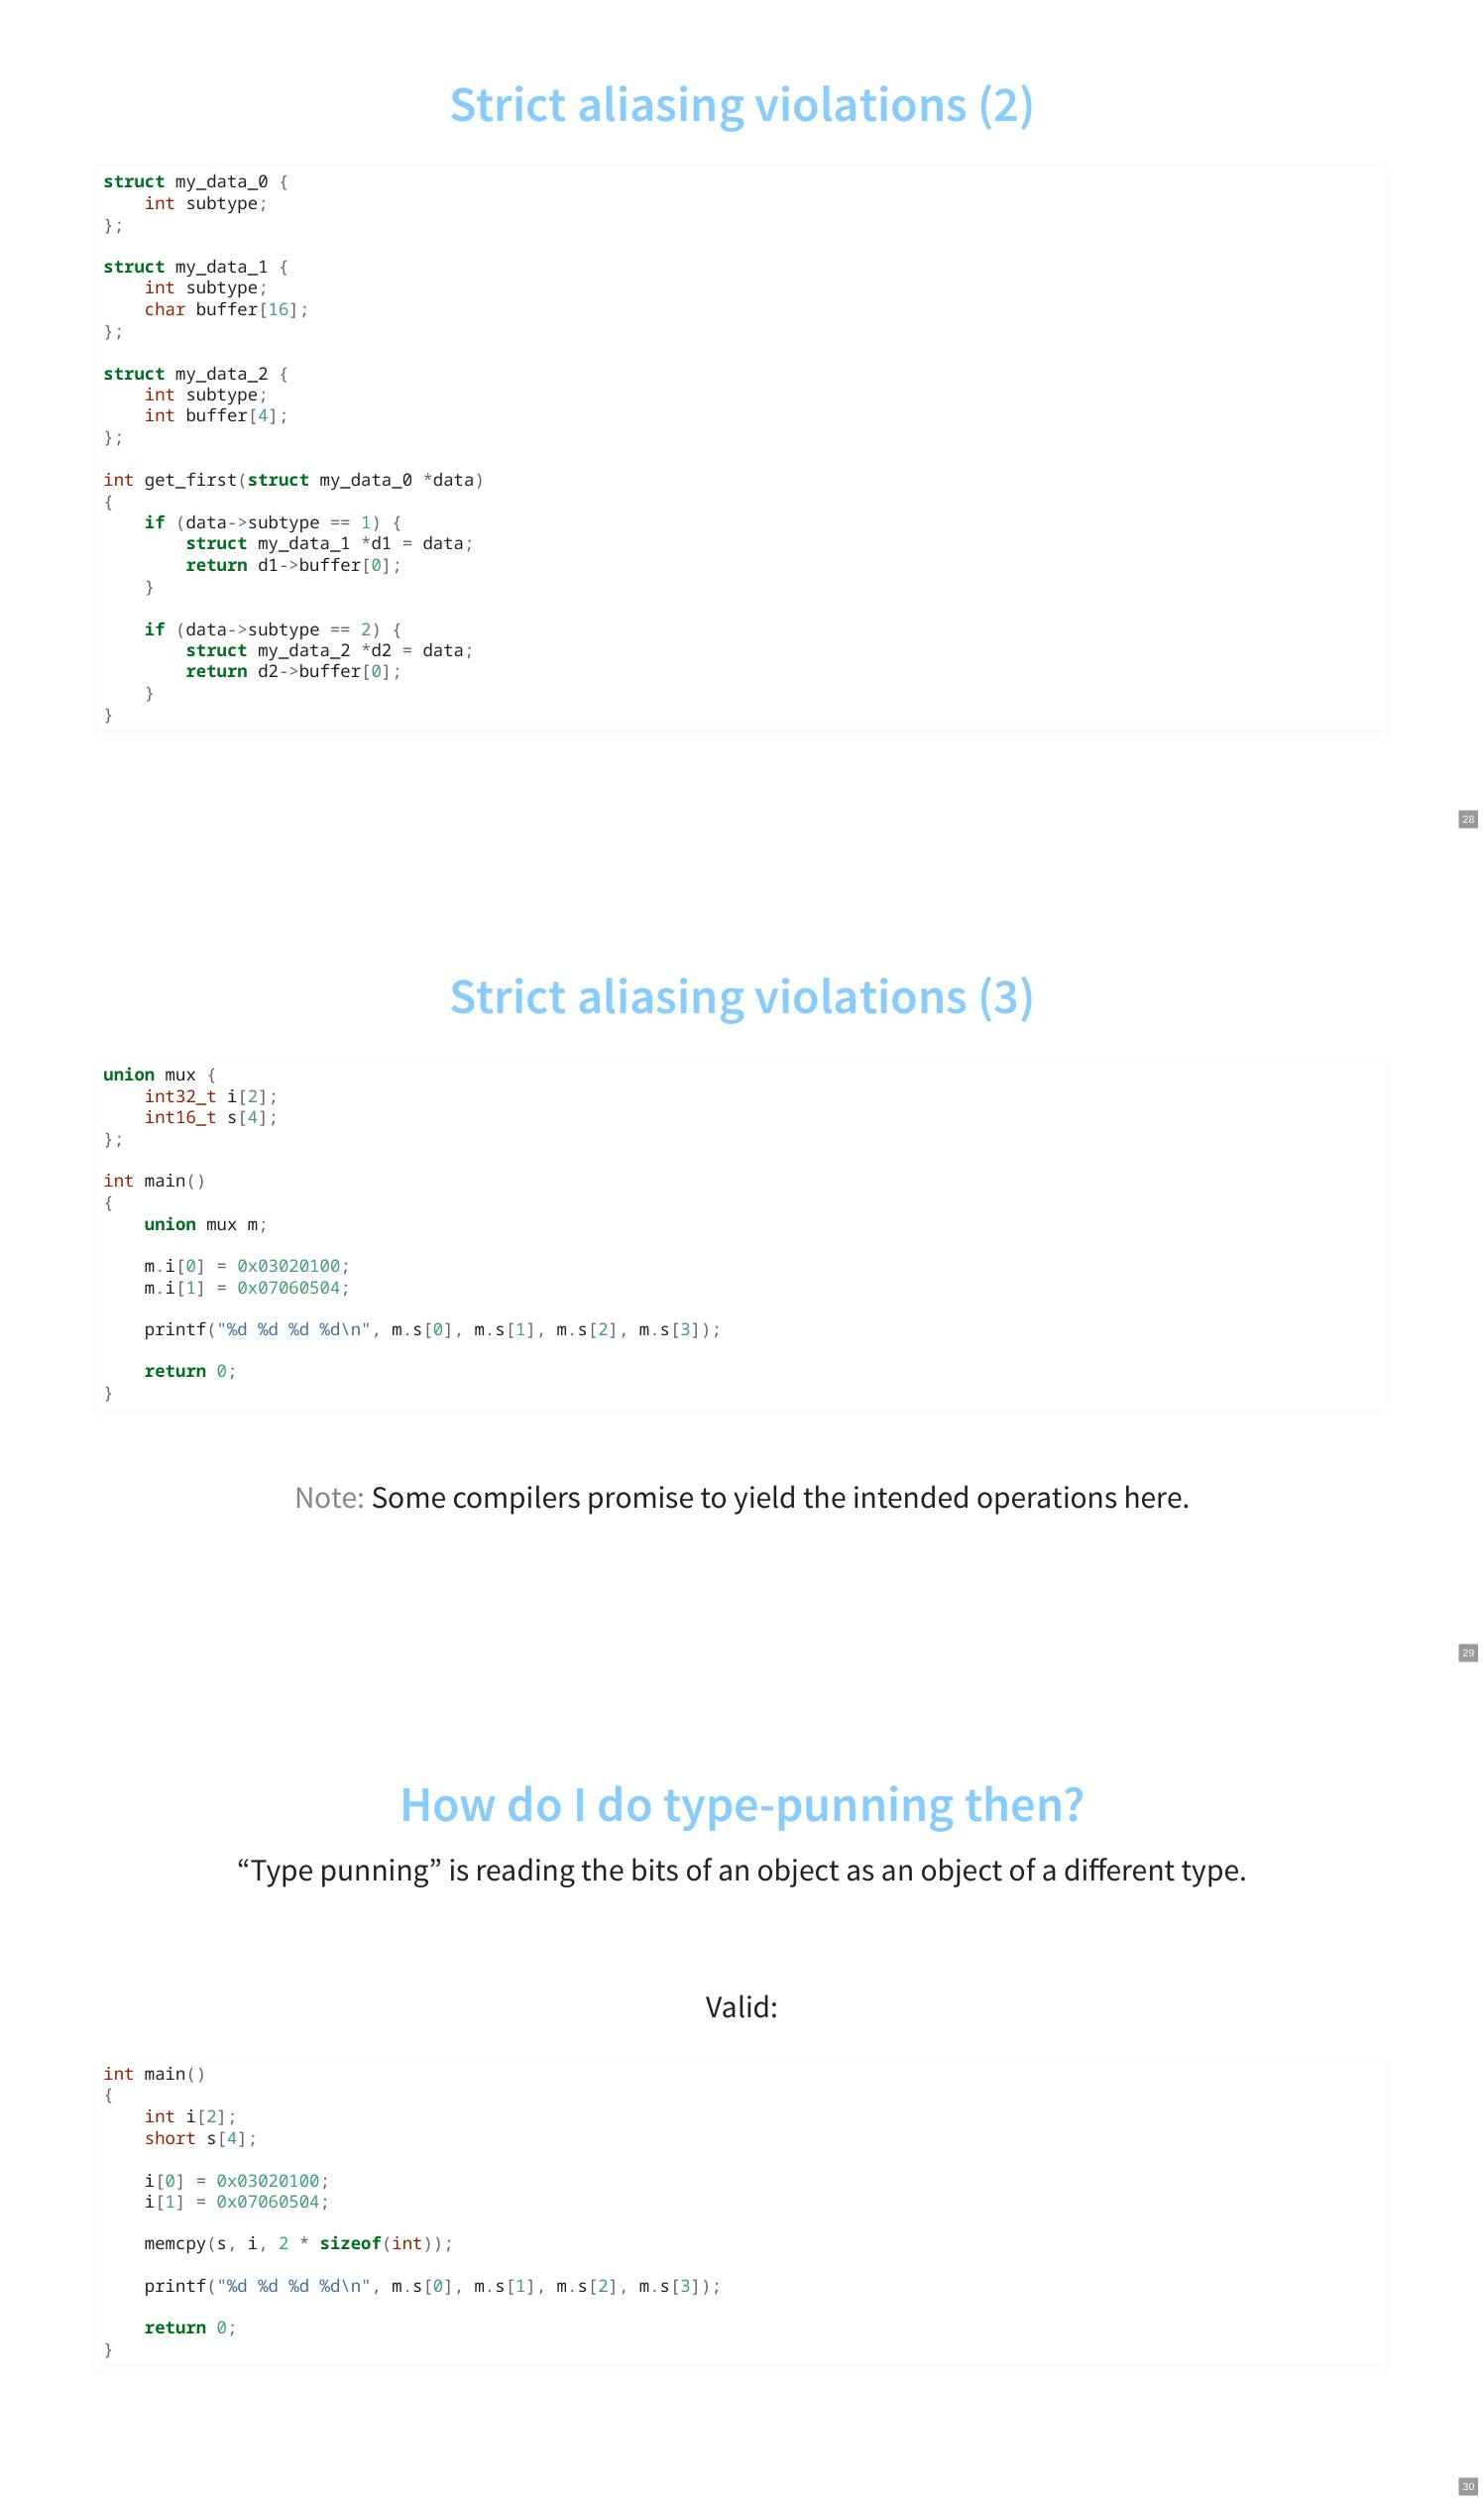 Strict aliasing violations (2)
struct my_data_0 {
    int subtype;
};

struct my_data_1 {
    int subtype;
    char buffer[16];
};

struct my_data_2 {
    int subtype;
    int buffer[4];
};

int get_first(struct my_data_0 *data)
{
    if (data->subtype == 1) {
        struct my_data_1 *d1 = data;
        return d1->buffer[0];
    }

    if (data->subtype == 2) {
        struct my_data_2 *d2 = data;
        return d2->buffer[0];
    }
}
28
Strict aliasing violations (3)
union mux {
    int32_t i[2];
    int16_t s[4];
};

int main()
{
    union mux m;

    m.i[0] = 0x03020100;
    m.i[1] = 0x07060504;

    printf("%d %d %d %d\n", m.s[0], m.s[1], m.s[2], m.s[3]);

    return 0;
}
Note: Some compilers promise to yield the intended operations here.
29
How do I do type-punning then?
“Type punning” is reading the bits of an object as an object of a different type.
Valid:
int main()
{
    int i[2];
    short s[4];

    i[0] = 0x03020100;
    i[1] = 0x07060504;

    memcpy(s, i, 2 * sizeof(int));

    printf("%d %d %d %d\n", m.s[0], m.s[1], m.s[2], m.s[3]);

    return 0;
}
30